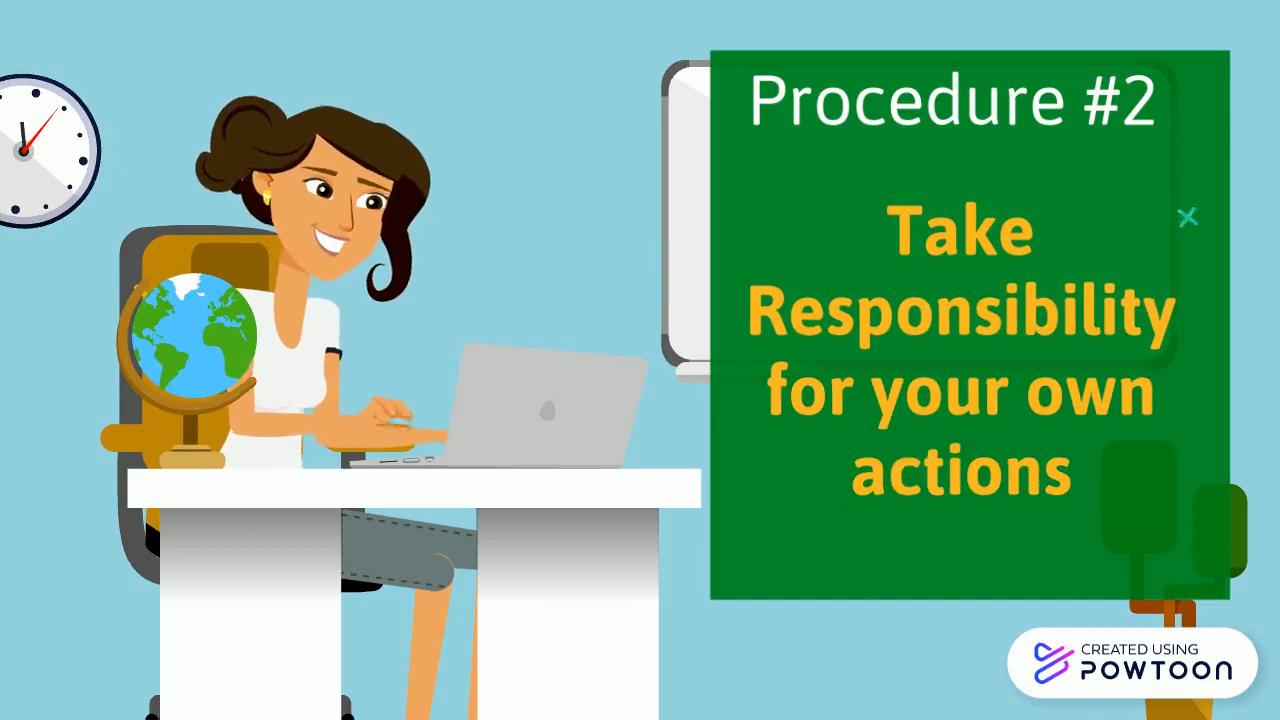 Procedure #2
Take
Responsibility
for your own
actions
CREATED USING
POWTOON